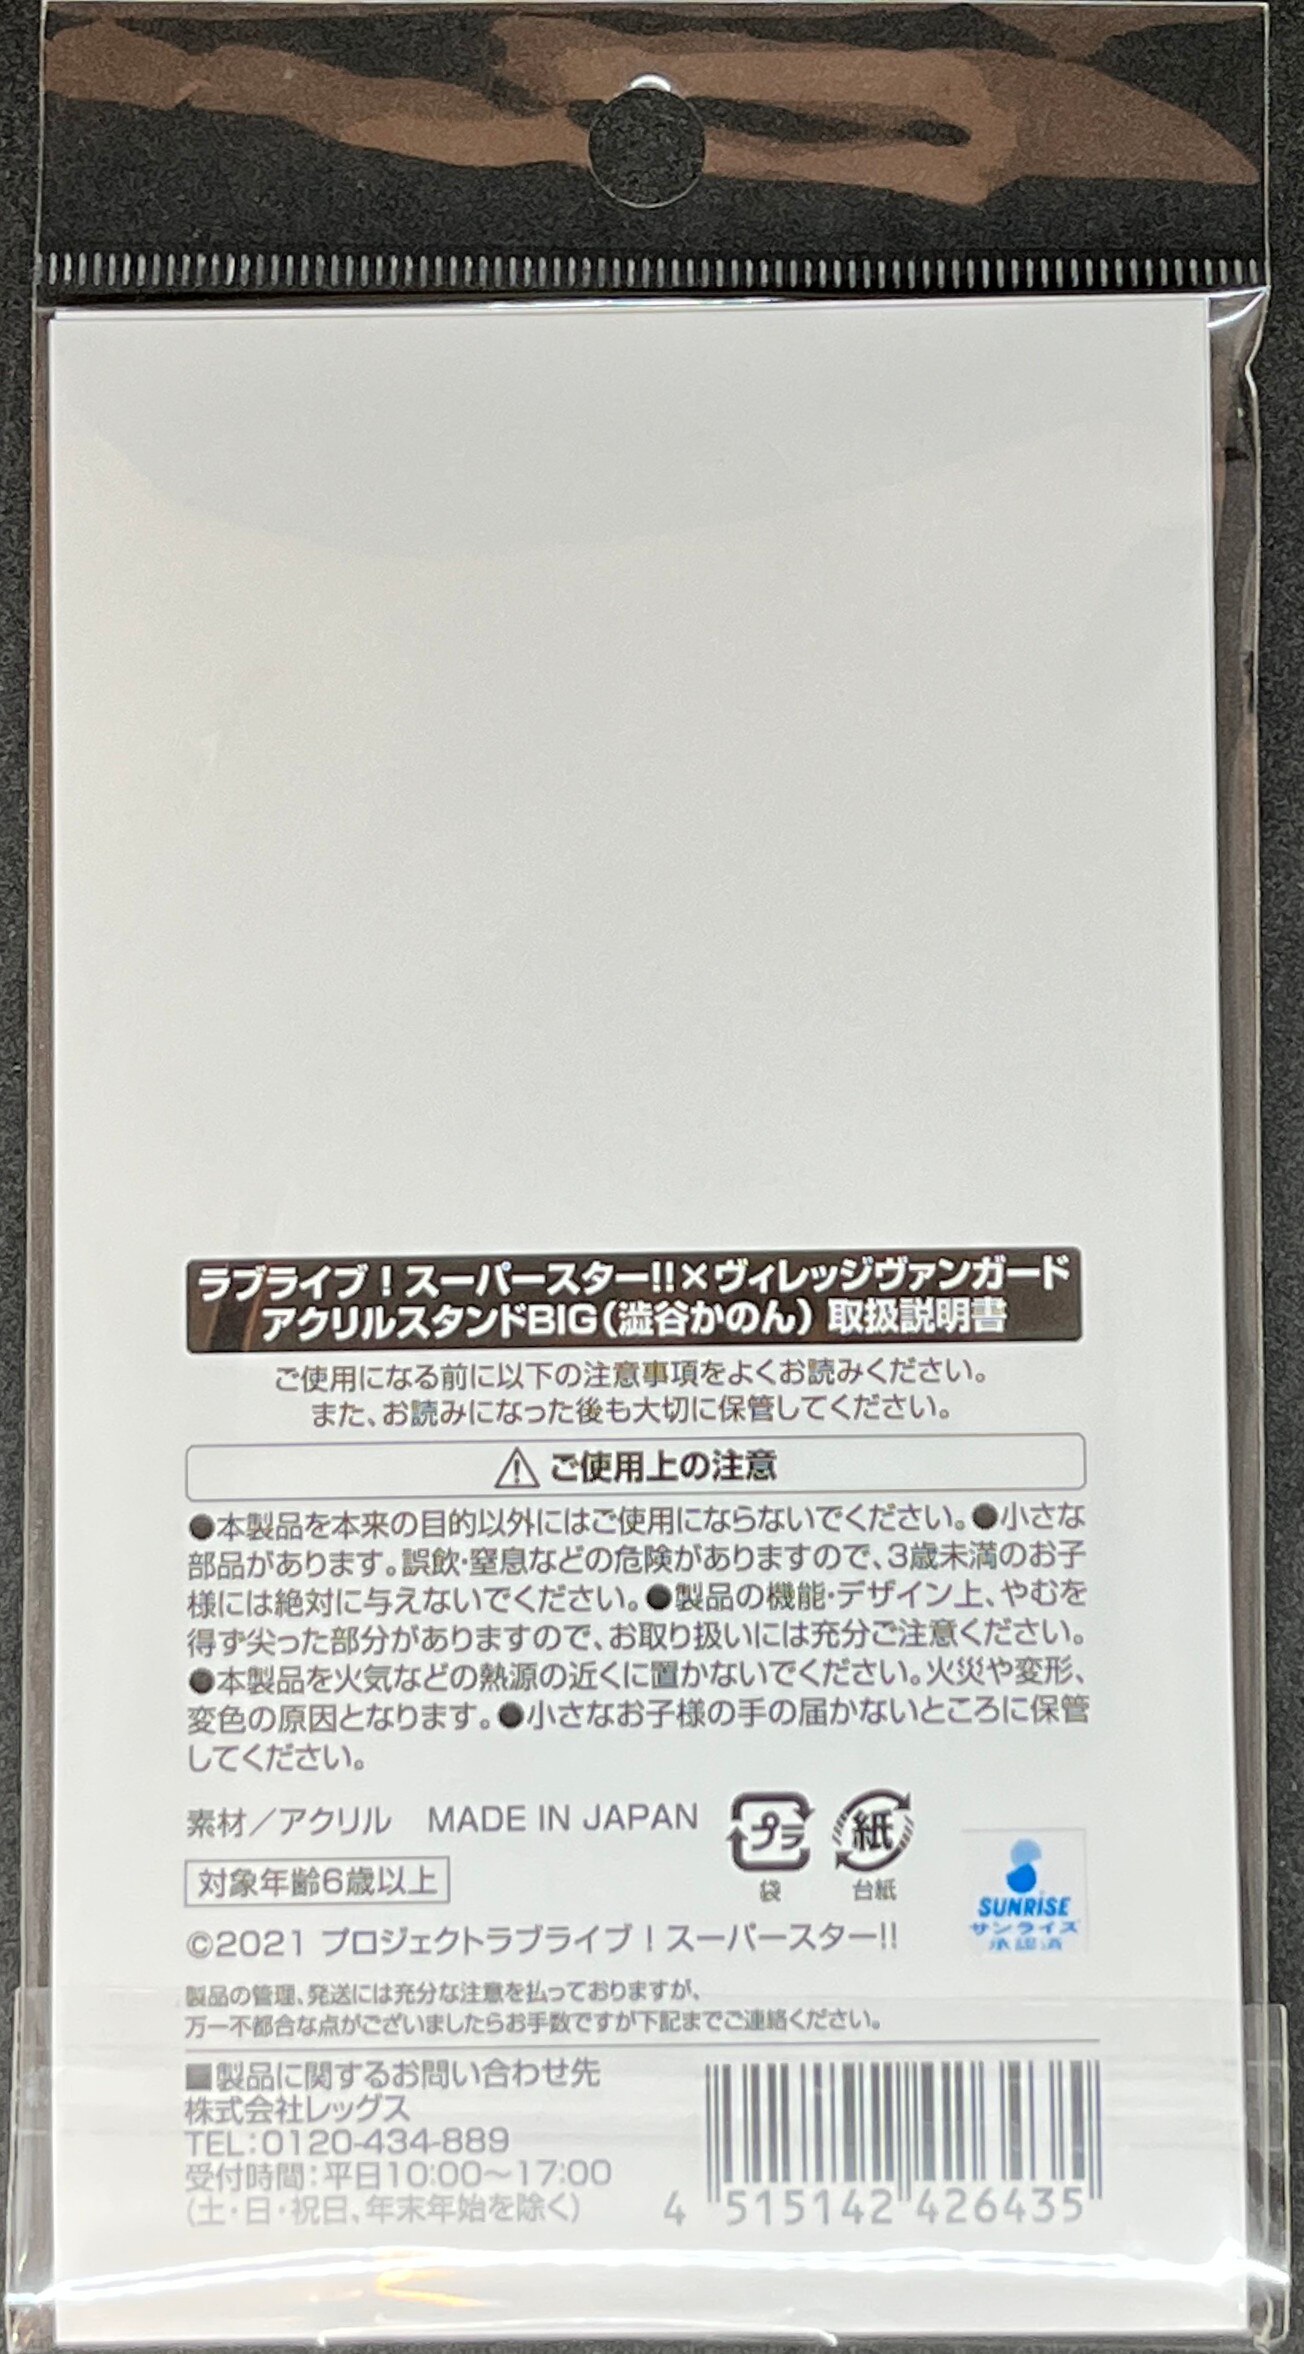 ラブライブ！スーパースター!!×ヴィレッジヴァンガード
アクリルスタンドBIG（澁谷かのん）取扱説明書
ご使用になる前に以下の注意事項をよくお読みください。
また、お読みになった後も大切に保管してください。
⚠ご使用上の注意
●本製品を本来の目的以外にはご使用にならないでください。●小さな
部品があります。誤飲・窒息などの危険がありますので、3歳未満のお子
様には絶対に与えないでください。●製品の機能・デザイン上、やむを
得ず尖った部分がありますので、お取り扱いには充分ご注意ください。
●本製品を火気などの熱源の近くに置かないでください。火災や変形、
変色の原因となります。●小さなお子様の手の届かないところに保管
してください。
素材／アクリル　MADE IN JAPAN
プラ
袋
紙
台紙
対象年齢6歳以上
SUNRISE
サンライズ
承認済
©2021 プロジェクトラブライブ！スーパースター!!
製品の管理、発送には充分な注意を払っておりますが、
万一不都合な点がございましたらお手数ですが下記までご連絡ください。
■製品に関するお問い合わせ先
株式会社レッグス
TEL：0120-434-889
受付時間：平日10:00～17:00
（土・日・祝日、年末年始を除く）
4 515142 426435